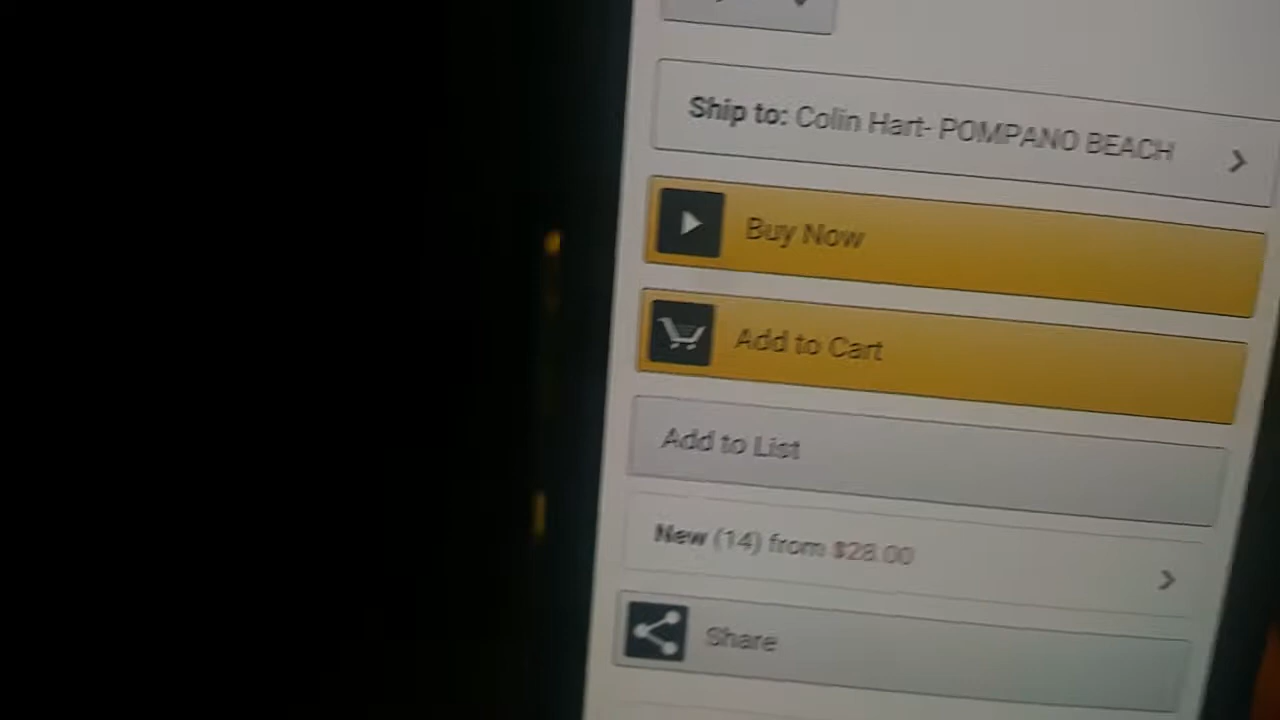 Ship to: Colin Hart- POMPANO BEACH
Buy Now
Add to Cart
Add to List
New (14) from $28.00
Share